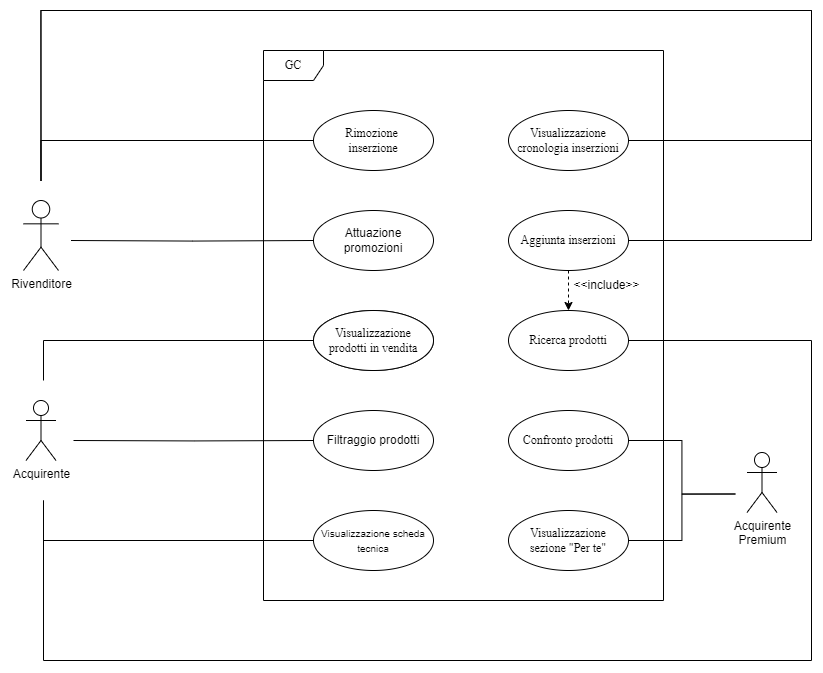 GC
Rimozione
inserzione
Visualizzazione
cronologia inserzioni
Rivenditore
Attuazione
promozioni
Aggiunta inserzioni
<<include>>
Visualizzazione
prodotti in vendita
Ricerca prodotti
Acquirente
Filtraggio prodotti
Confronto prodotti
Acquirente
Premium
Visualizzazione scheda
tecnica
Visualizzazione
sezione "Per te"